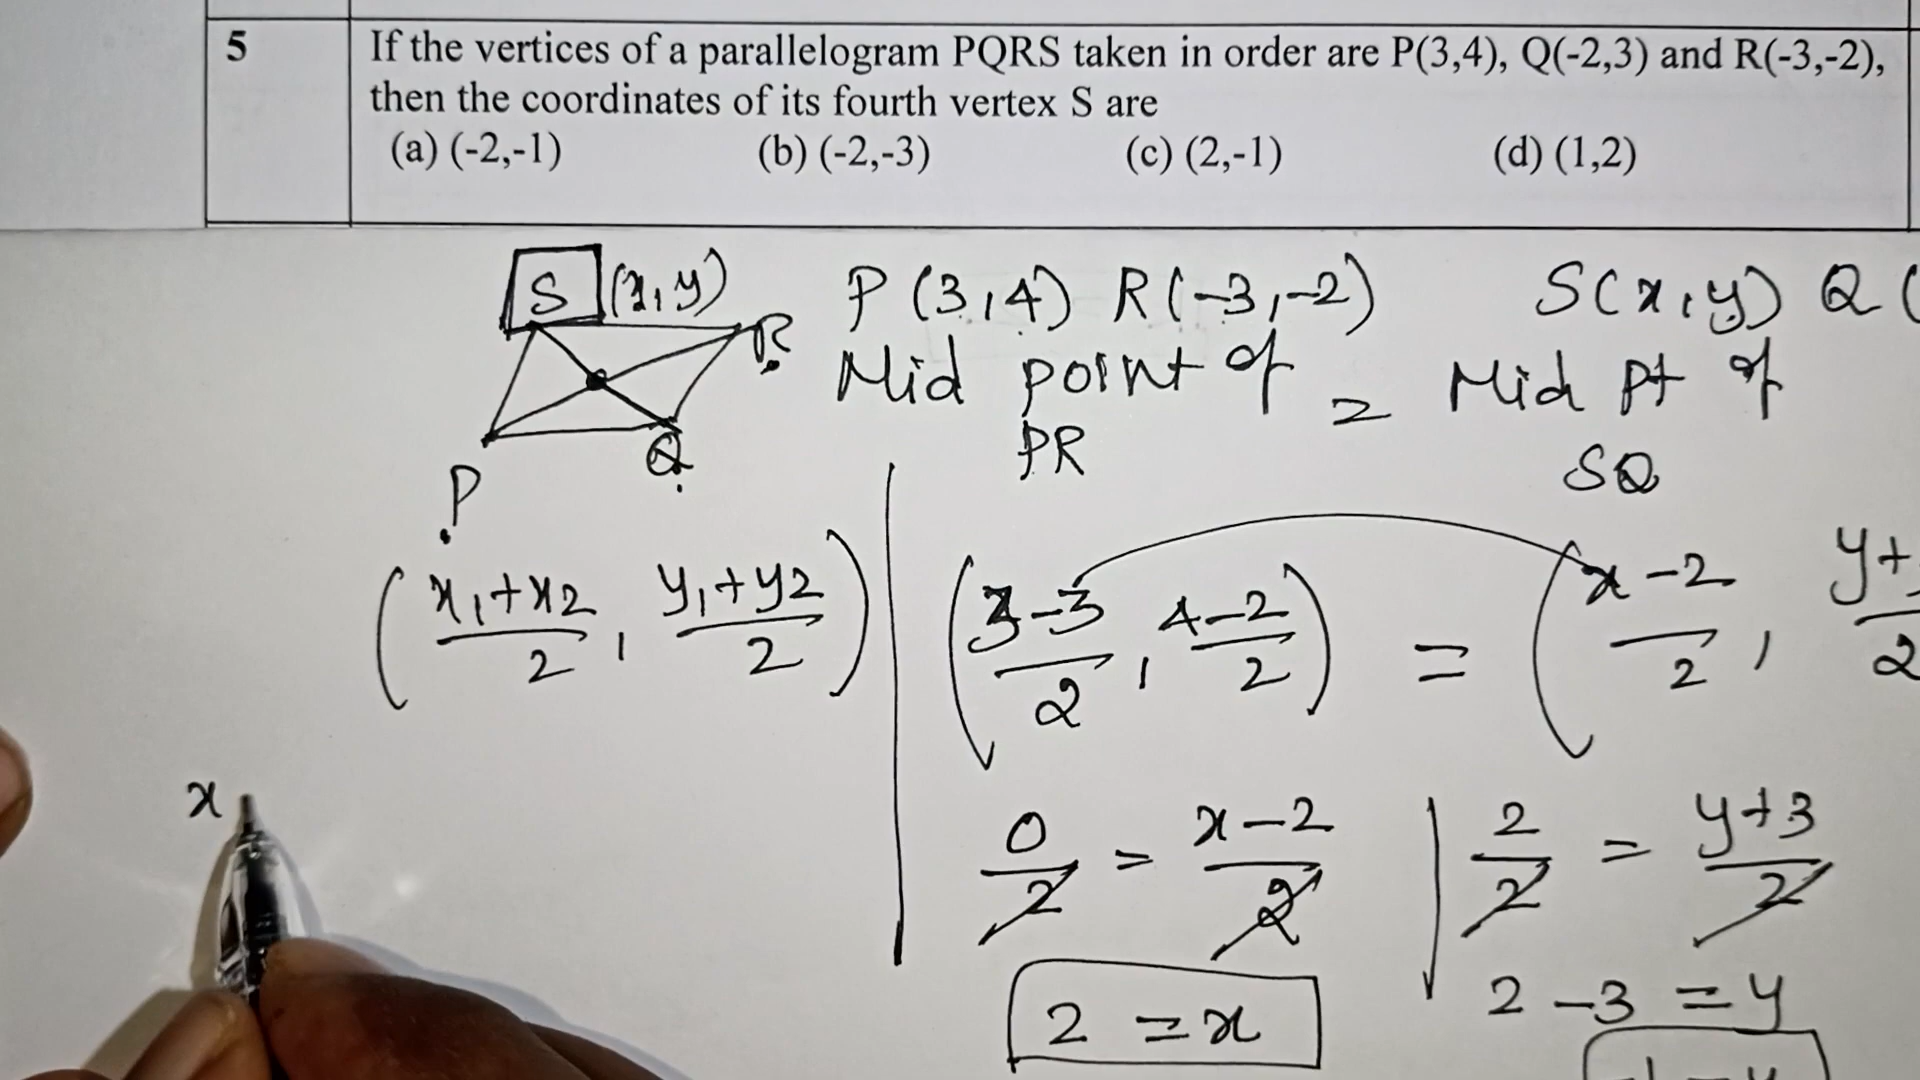 5
If the vertices of a parallelogram PQRS taken in order are P(3,4), Q(-2,3) and R(-3,-2),
then the coordinates of its fourth vertex S are
(a) (-2,-1) (b) (-2,-3) (c) (2,-1) (d) (1,2)
S (x,y) P (3,4) R(-3,-2) S(x,y) Q (
R
Mid point of = Mid Pt of
PR SQ
Q
P
(x1+x2/2, y1+y2/2) (3-3/2, 4-2/2) = (x-2/2, y+
2
x
0/2 = x-2/2 2/2 = y+3/2
2 = x 2-3 = y